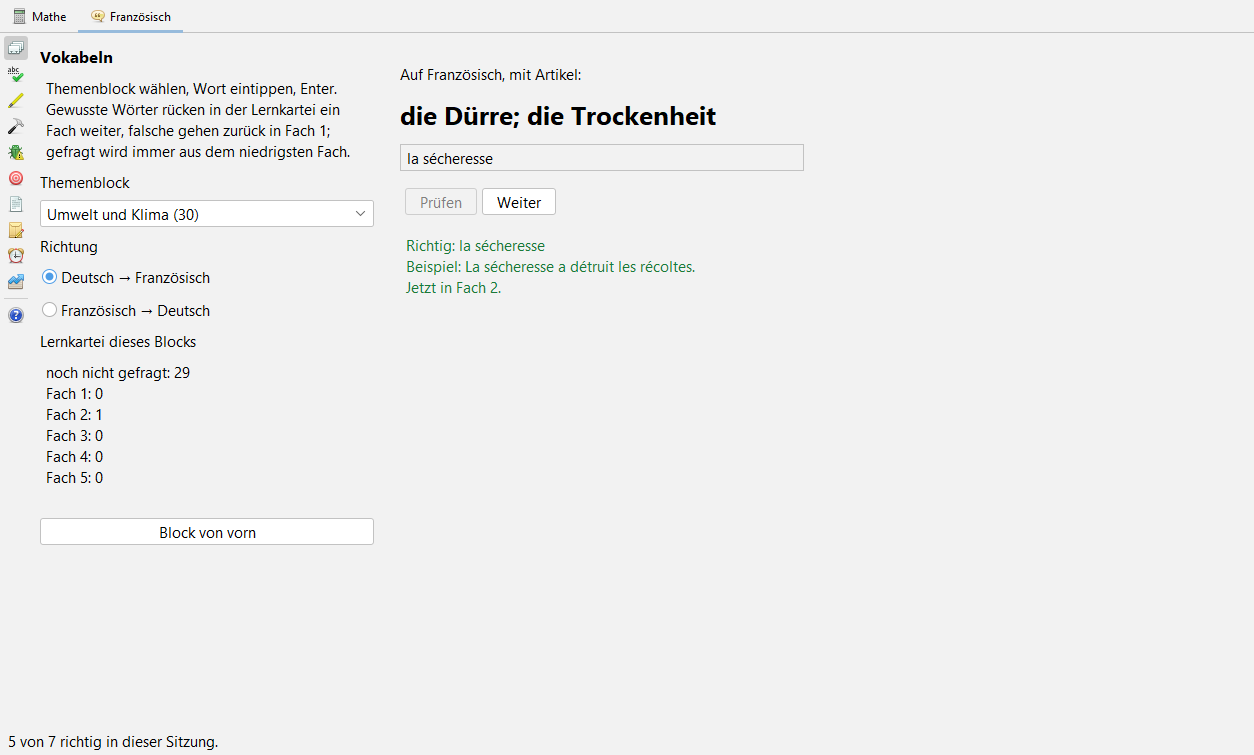 Mathe
Französisch
Vokabeln
Themenblock wählen, Wort eintippen, Enter.
Gewusste Wörter rücken in der Lernkartei ein
Fach weiter, falsche gehen zurück in Fach 1;
gefragt wird immer aus dem niedrigsten Fach.
Themenblock
Umwelt und Klima (30)
Richtung
Deutsch → Französisch
Französisch → Deutsch
Lernkartei dieses Blocks
noch nicht gefragt: 29
Fach 1: 0
Fach 2: 1
Fach 3: 0
Fach 4: 0
Fach 5: 0
Block von vorn
Auf Französisch, mit Artikel:
die Dürre; die Trockenheit
la sécheresse
Prüfen
Weiter
Richtig: la sécheresse
Beispiel: La sécheresse a détruit les récoltes.
Jetzt in Fach 2.
5 von 7 richtig in dieser Sitzung.
abc
?